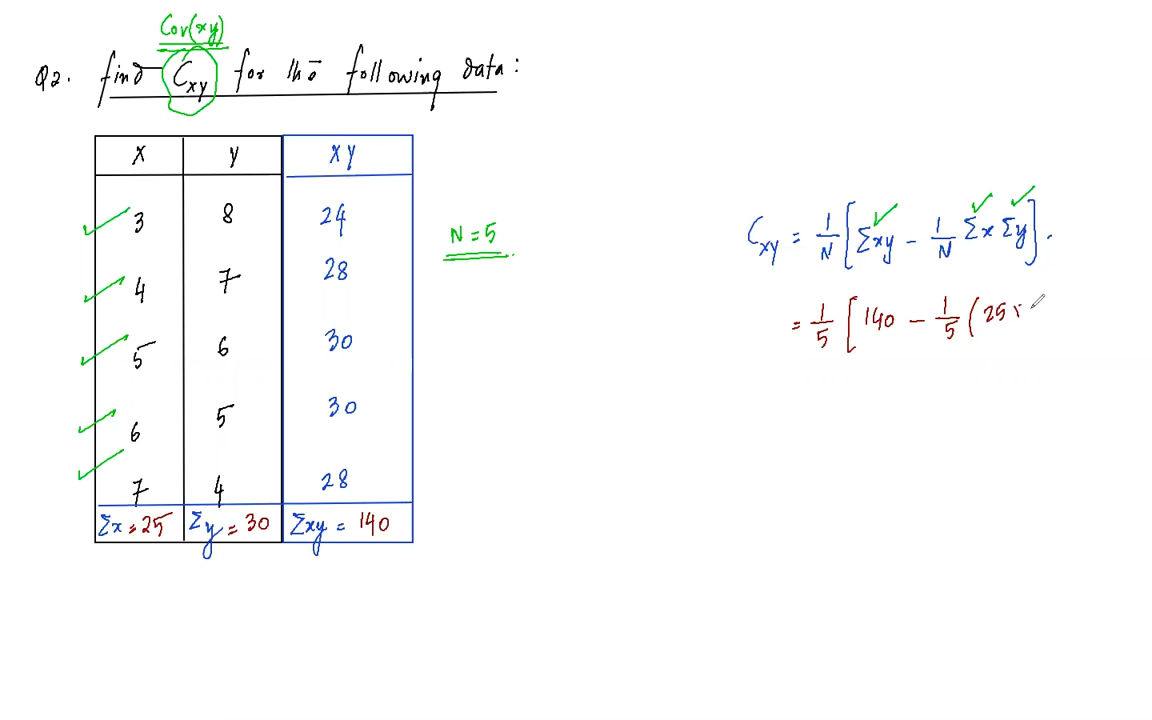 Cov(xy)
Q2. find Cxy for the following data:
X Y XY
3 8 24
4 7 28
5 6 30
6 5 30
7 4 28
Σx = 25 Σy = 30 Σxy = 140
N = 5
Cxy = 1/N [Σxy - 1/N Σx Σy].
= 1/5 [140 - 1/5 (25